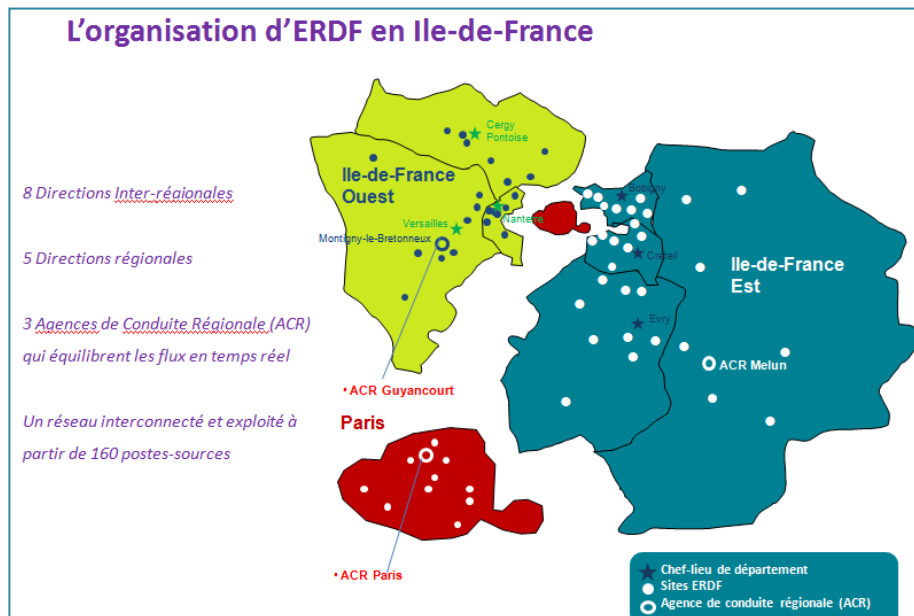 L'organisation d'ERDF en Ile-de-France
8 Directions Inter-régionales
5 Directions régionales
3 Agences de Conduite Régionale (ACR)
qui équilibrent les flux en temps réel
Un réseau interconnecté et exploité à
partir de 160 postes-sources
Cergy
Pontoise
Ile-de-France
Ouest
Versailles
Nanterre
Montigny-le-Bretonneux
• ACR Guyancourt
Bobigny
Créteil
Evry
Ile-de-France
Est
ACR Melun
Paris
• ACR Paris
Chef-lieu de département
Sites ERDF
Agence de conduite régionale (ACR)